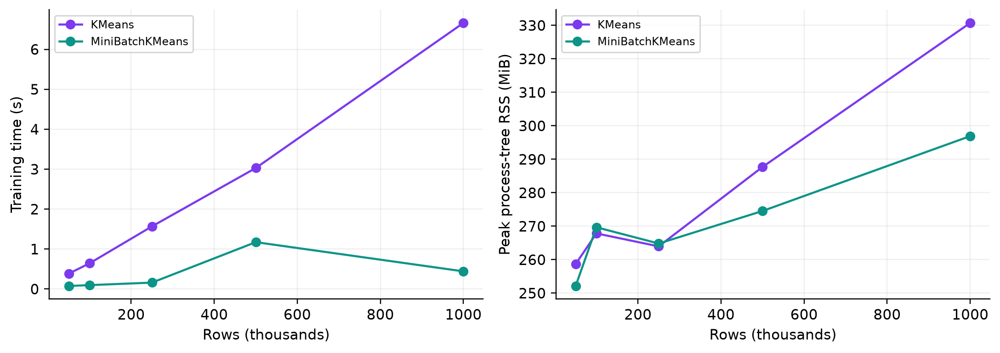 KMeans
MiniBatchKMeans
Training time (s)
6
5
4
3
2
1
0
200 400 600 800 1000
Rows (thousands)
KMeans
MiniBatchKMeans
Peak process-tree RSS (MiB)
330
320
310
300
290
280
270
260
250
200 400 600 800 1000
Rows (thousands)